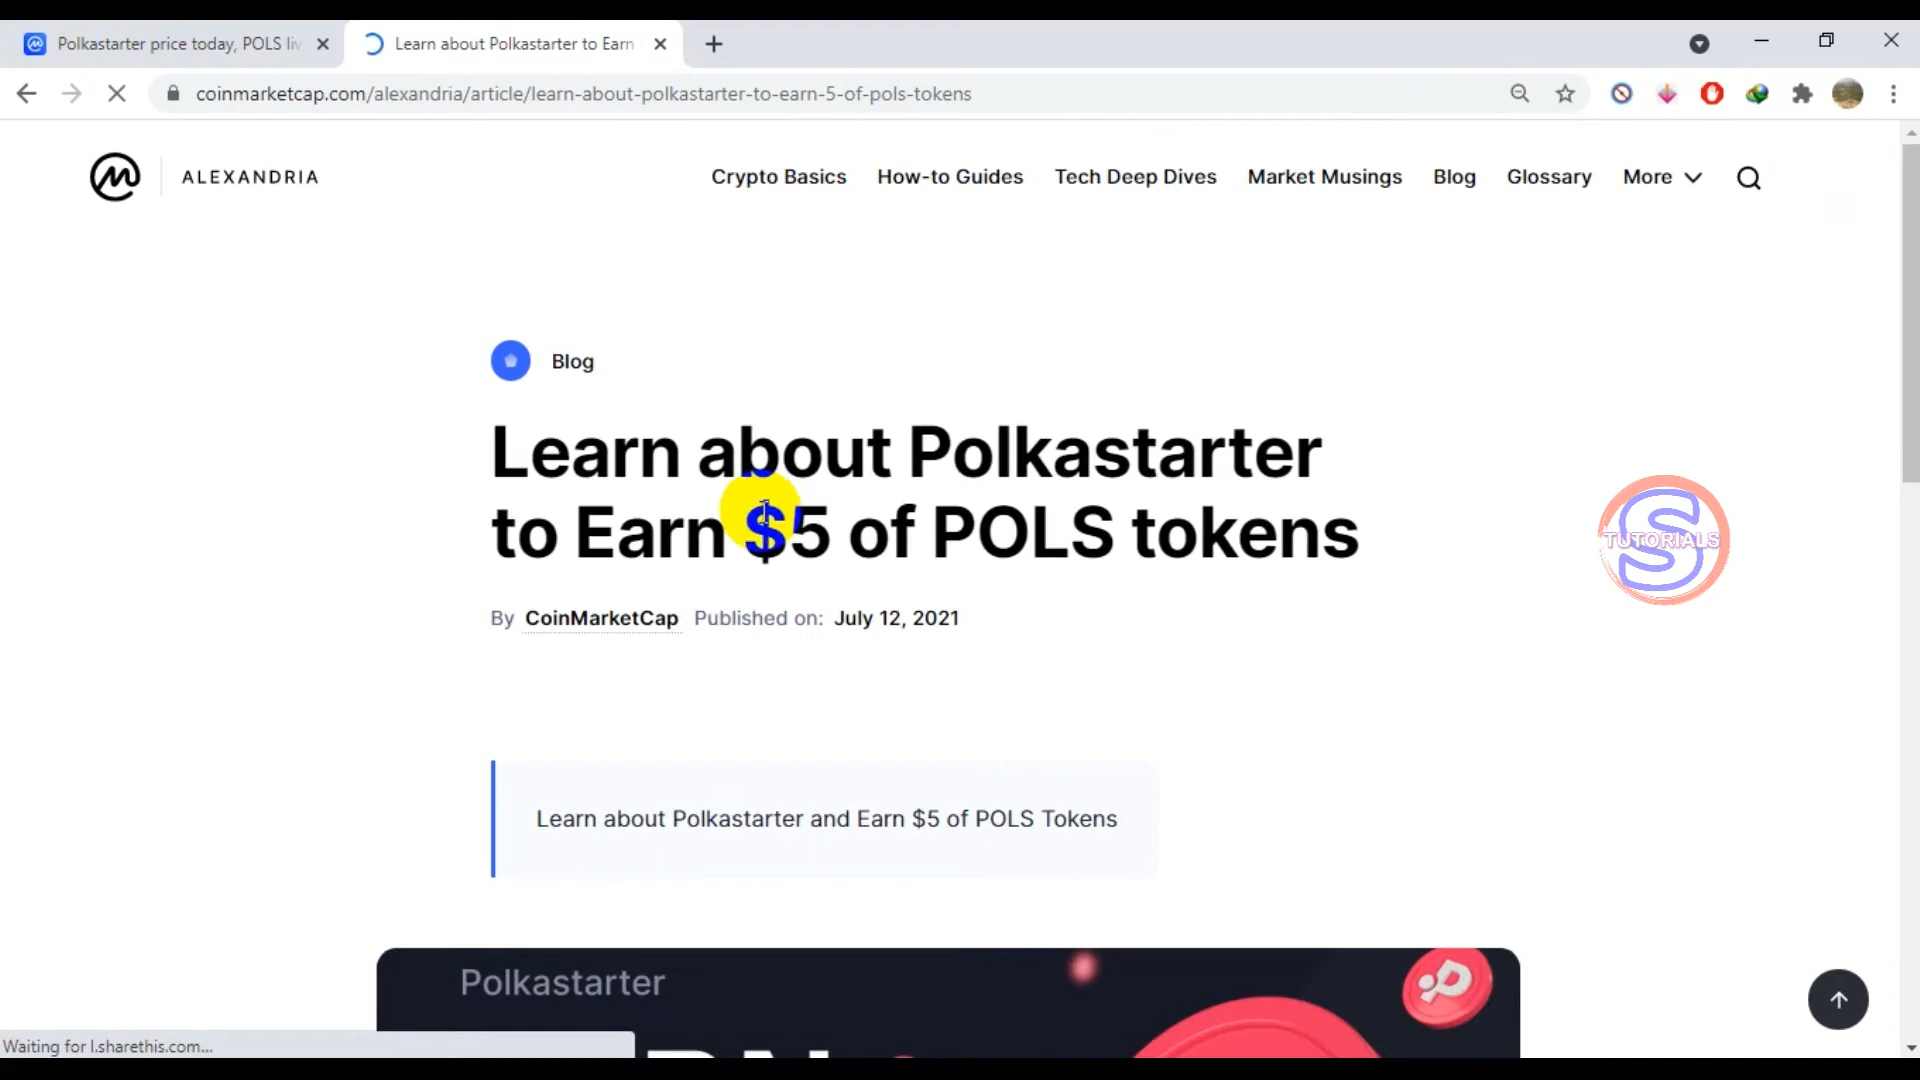 Polkastarter price today, POLS liv
Learn about Polkastarter to Earn
coinmarketcap.com/alexandria/article/learn-about-polkastarter-to-earn-5-of-pols-tokens
ALEXANDRIA
Crypto Basics
How-to Guides
Tech Deep Dives
Market Musings
Blog
Glossary
More
Blog
Learn about Polkastarter
to Earn $5 of POLS tokens
By CoinMarketCap Published on: July 12, 2021
S
TUTORIALS
Learn about Polkastarter and Earn $5 of POLS Tokens
Polkastarter
Waiting for l.sharethis.com...